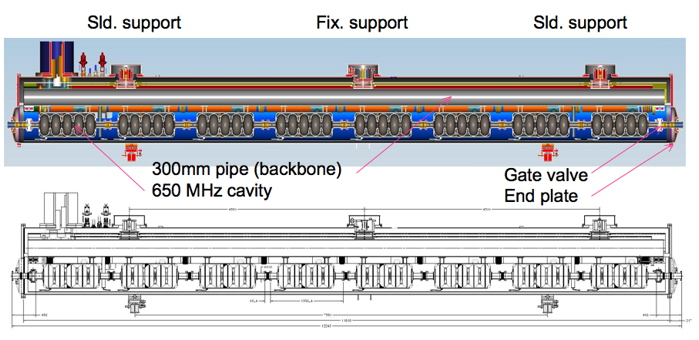 Sld. support
Fix. support
Sld. support
300mm pipe (backbone)
650 MHz cavity
Gate valve
End plate